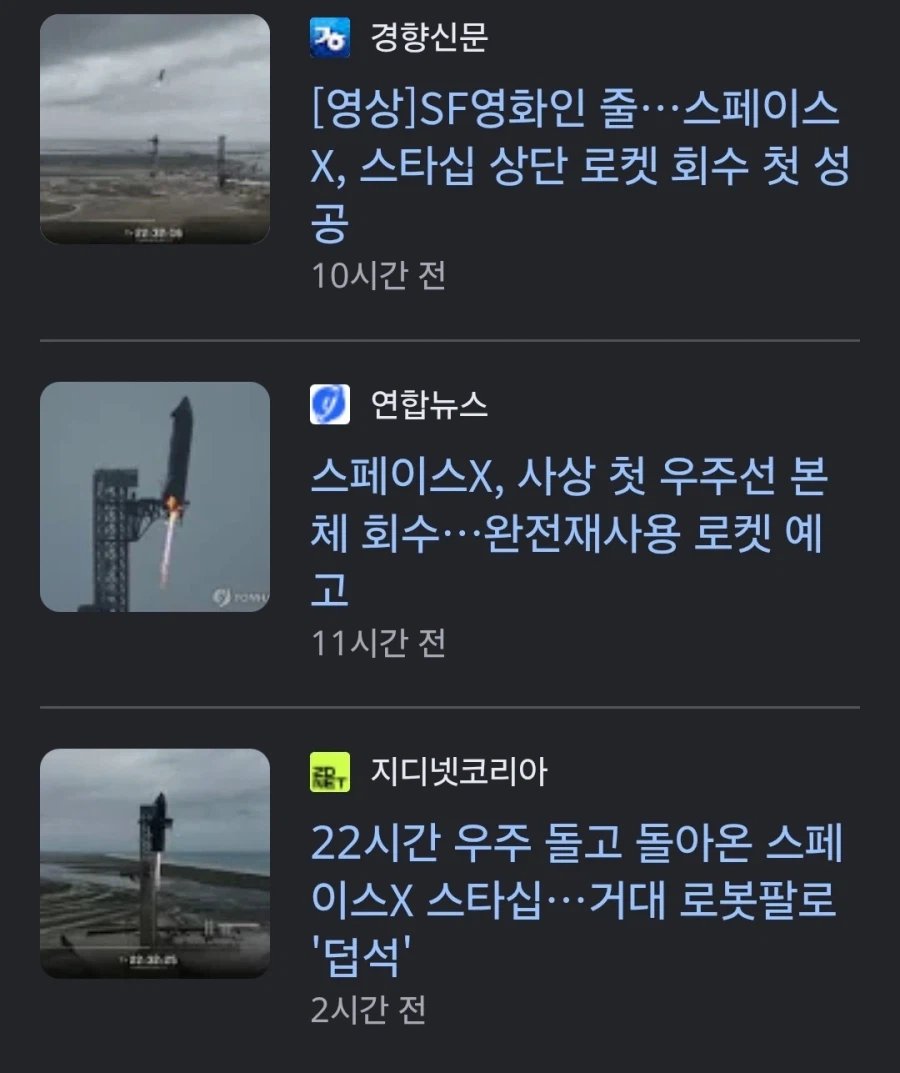 경향신문
[영상]SF영화인 줄…스페이스
X, 스타십 상단 로켓 회수 첫 성
공
10시간 전
연합뉴스
스페이스X, 사상 첫 우주선 본
체 회수…완전재사용 로켓 예
고
11시간 전
ZD
NET
지디넷코리아
22시간 우주 돌고 돌아온 스페
이스X 스타십…거대 로봇팔로
'덥석'
2시간 전